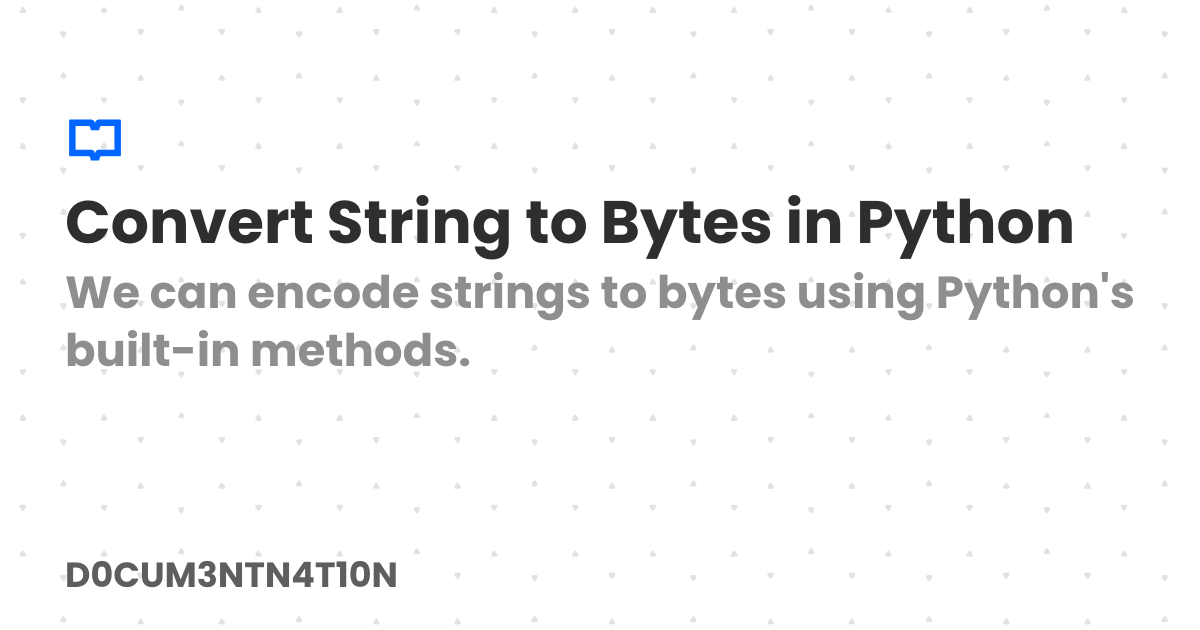 Convert String to Bytes in Python
We can encode strings to bytes using Python's
built-in methods.
D0CUM3NTN4T10N